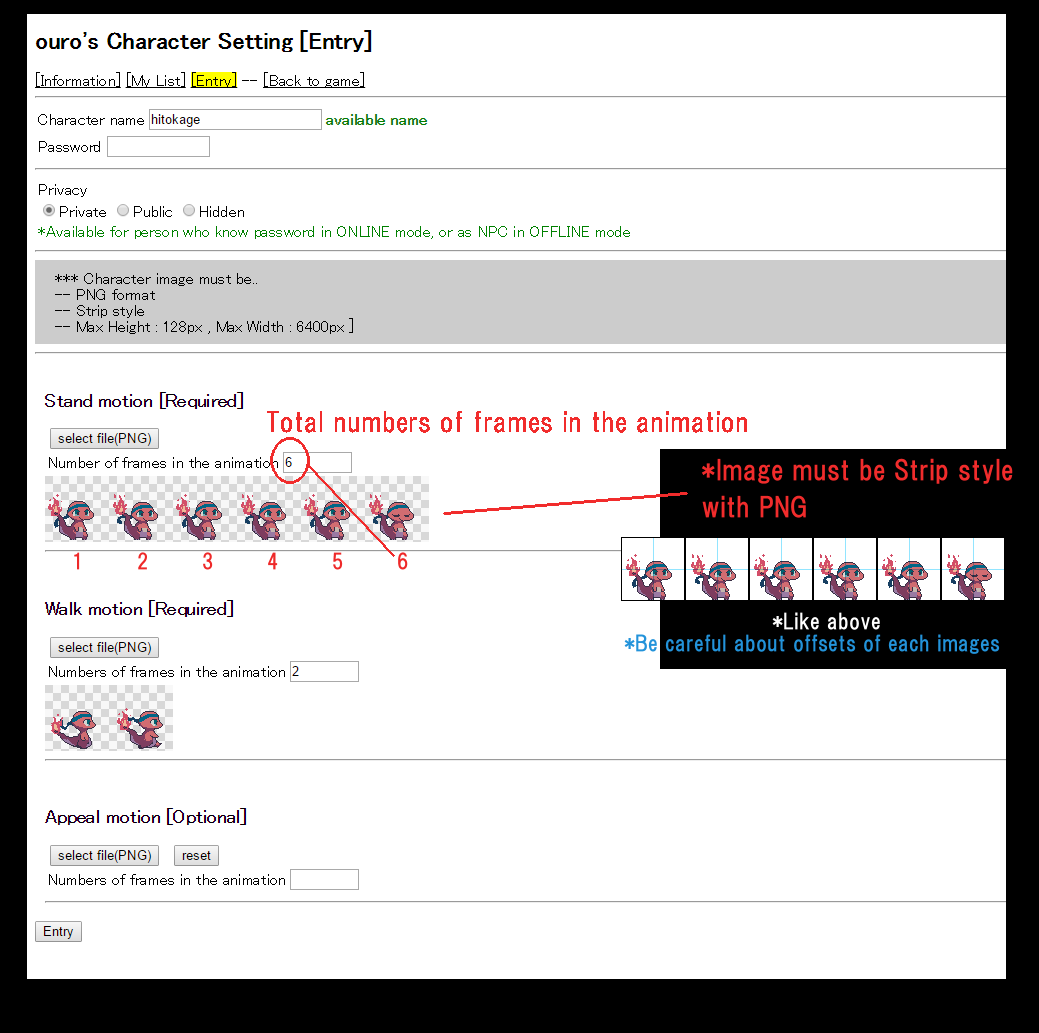 ouro's Character Setting [Entry]
[Information] [My List] [Entry] -- [Back to game]
Character name hitokage available name
Password
Privacy
Private Public Hidden
*Available for person who know password in ONLINE mode, or as NPC in OFFLINE mode
*** Character image must be..
-- PNG format
-- Strip style
-- Max Height : 128px , Max Width : 6400px ]
Stand motion [Required]
Total numbers of frames in the animation
select file(PNG)
Number of frames in the animation 6
*Image must be Strip style
with PNG
1 2 3 4 5 6
Walk motion [Required]
*Like above
*Be careful about offsets of each images
select file(PNG)
Numbers of frames in the animation 2
Appeal motion [Optional]
select file(PNG) reset
Numbers of frames in the animation
Entry